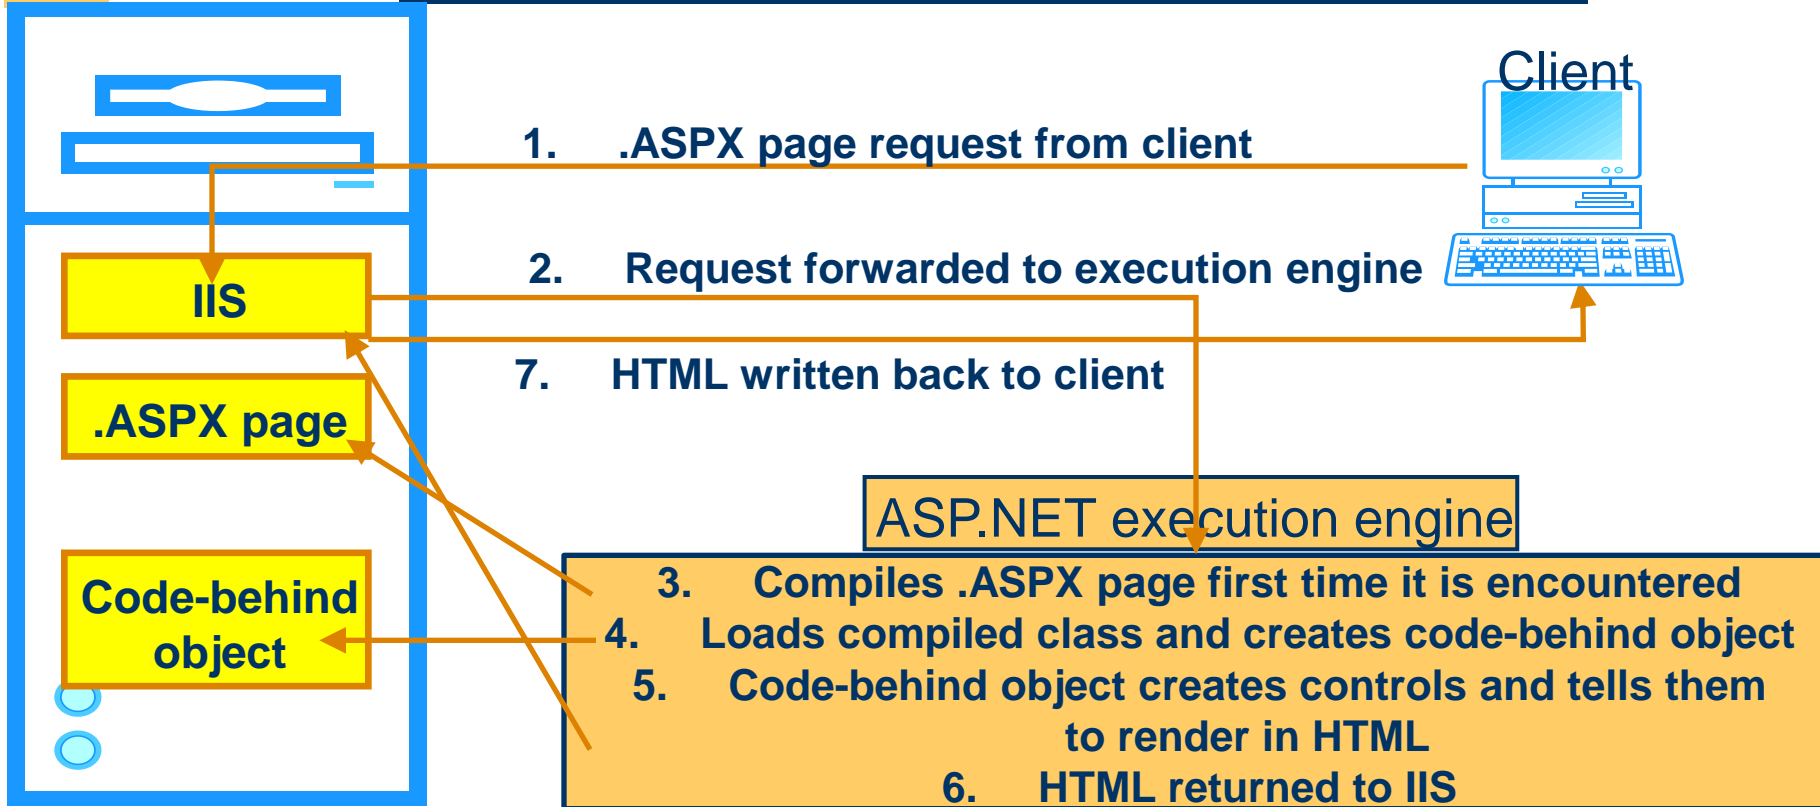 Client
1. .ASPX page request from client
2. Request forwarded to execution engine
IIS
7. HTML written back to client
.ASPX page
ASP.NET execution engine
3. Compiles .ASPX page first time it is encountered
4. Loads compiled class and creates code-behind object
5. Code-behind object creates controls and tells them
to render in HTML
6. HTML returned to IIS
Code-behind
object